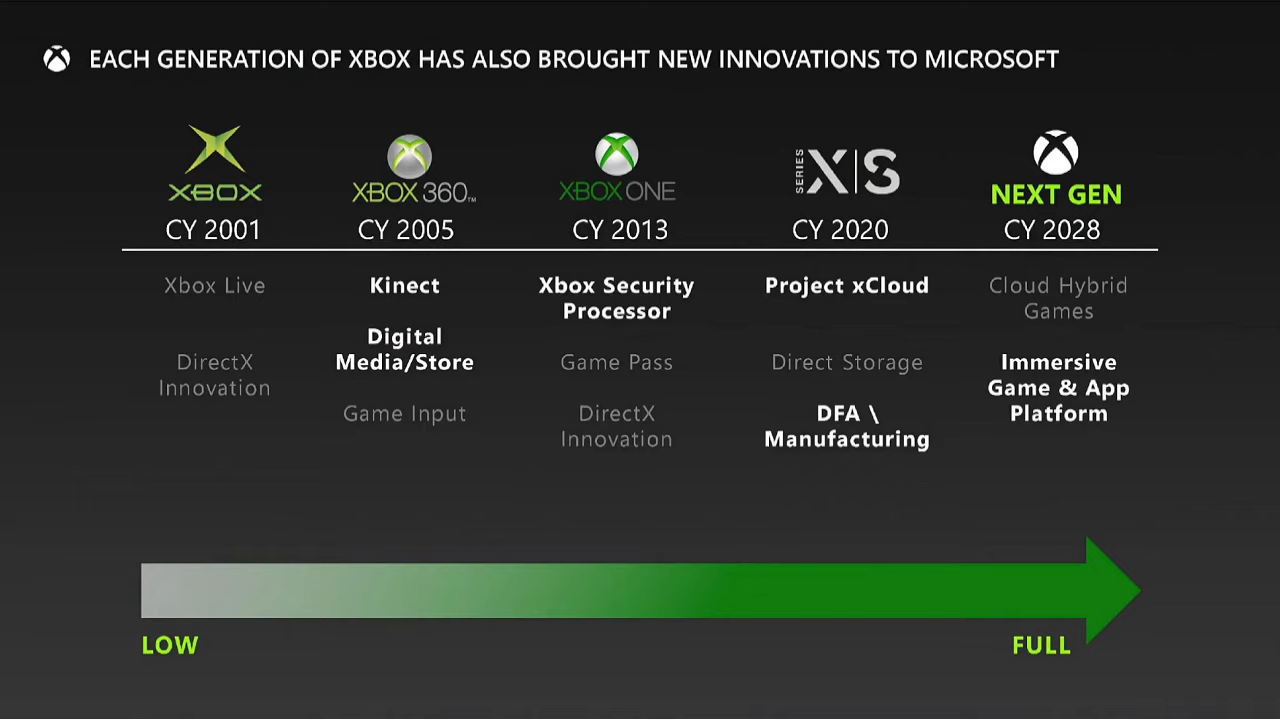 EACH GENERATION OF XBOX HAS ALSO BROUGHT NEW INNOVATIONS TO MICROSOFT
XBOX
CY 2001
Xbox Live
DirectX
Innovation
XBOX 360™
CY 2005
Kinect
Digital
Media/Store
Game Input
XBOX ONE
CY 2013
Xbox Security
Processor
Game Pass
DirectX
Innovation
SERIES X|S
CY 2020
Project xCloud
Direct Storage
DFA \
Manufacturing
NEXT GEN
CY 2028
Cloud Hybrid
Games
Immersive
Game & App
Platform
LOW
FULL